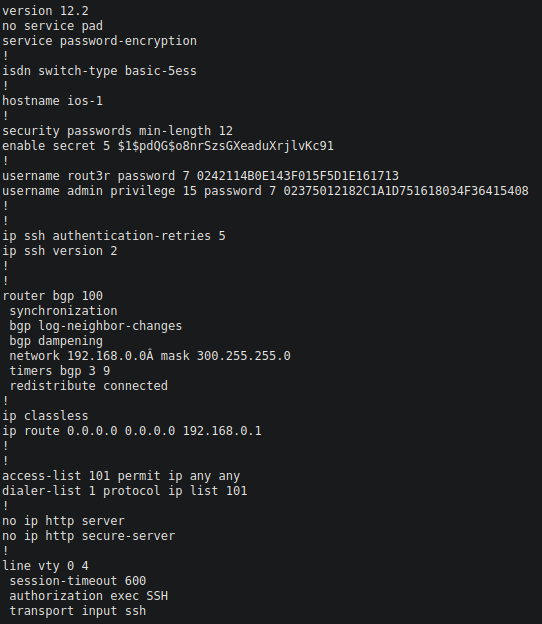 version 12.2
no service pad
service password-encryption
!
isdn switch-type basic-5ess
!
hostname ios-1
!
security passwords min-length 12
enable secret 5 $1$pdQG$o8nrSzsGXeaduXrjlvKc91
!
username rout3r password 7 0242114B0E143F015F5D1E161713
username admin privilege 15 password 7 02375012182C1A1D751618034F36415408
!
!
ip ssh authentication-retries 5
ip ssh version 2
!
!
router bgp 100
 synchronization
 bgp log-neighbor-changes
 bgp dampening
 network 192.168.0.0Â mask 300.255.255.0
 timers bgp 3 9
 redistribute connected
!
ip classless
ip route 0.0.0.0 0.0.0.0 192.168.0.1
!
!
access-list 101 permit ip any any
dialer-list 1 protocol ip list 101
!
no ip http server
no ip http secure-server
!
line vty 0 4
 session-timeout 600
 authorization exec SSH
 transport input ssh